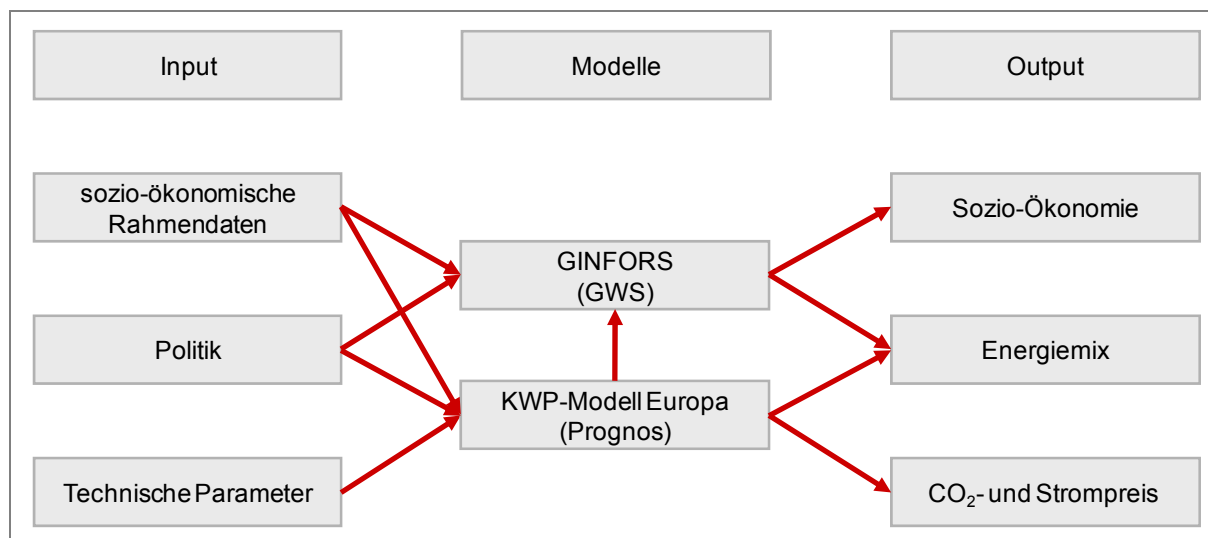 Input
Modelle
Output
sozio-ökonomische
Rahmendaten
Sozio-Ökonomie
GINFORS
(GWS)
Politik
Energiemix
KWP-Modell Europa
(Prognos)
Technische Parameter
CO₂- und Strompreis